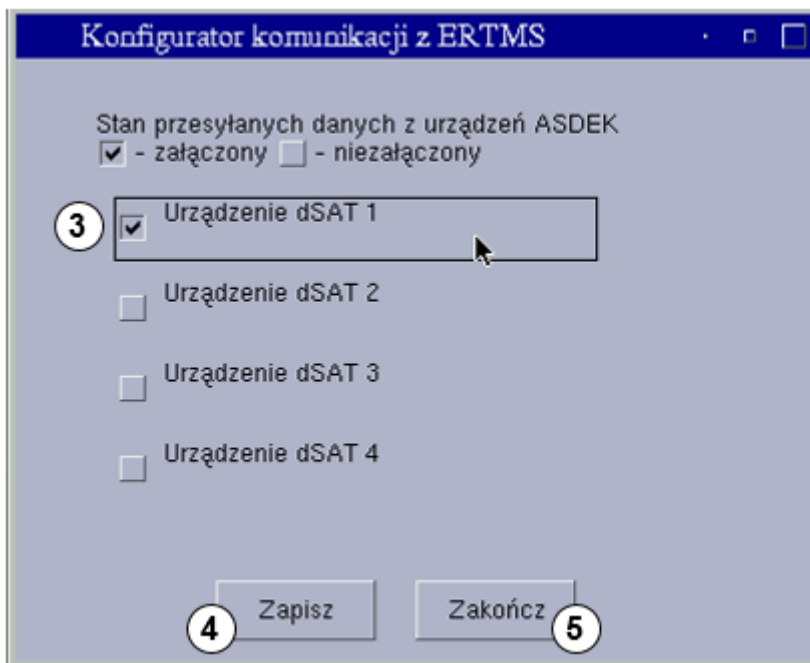 Konfigurator komunikacji z ERTMS
Stan przesyłanych danych z urządzeń ASDEK
- załączony - niezałączony
3 Urządzenie dSAT 1
Urządzenie dSAT 2
Urządzenie dSAT 3
Urządzenie dSAT 4
4 Zapisz Zakończ 5